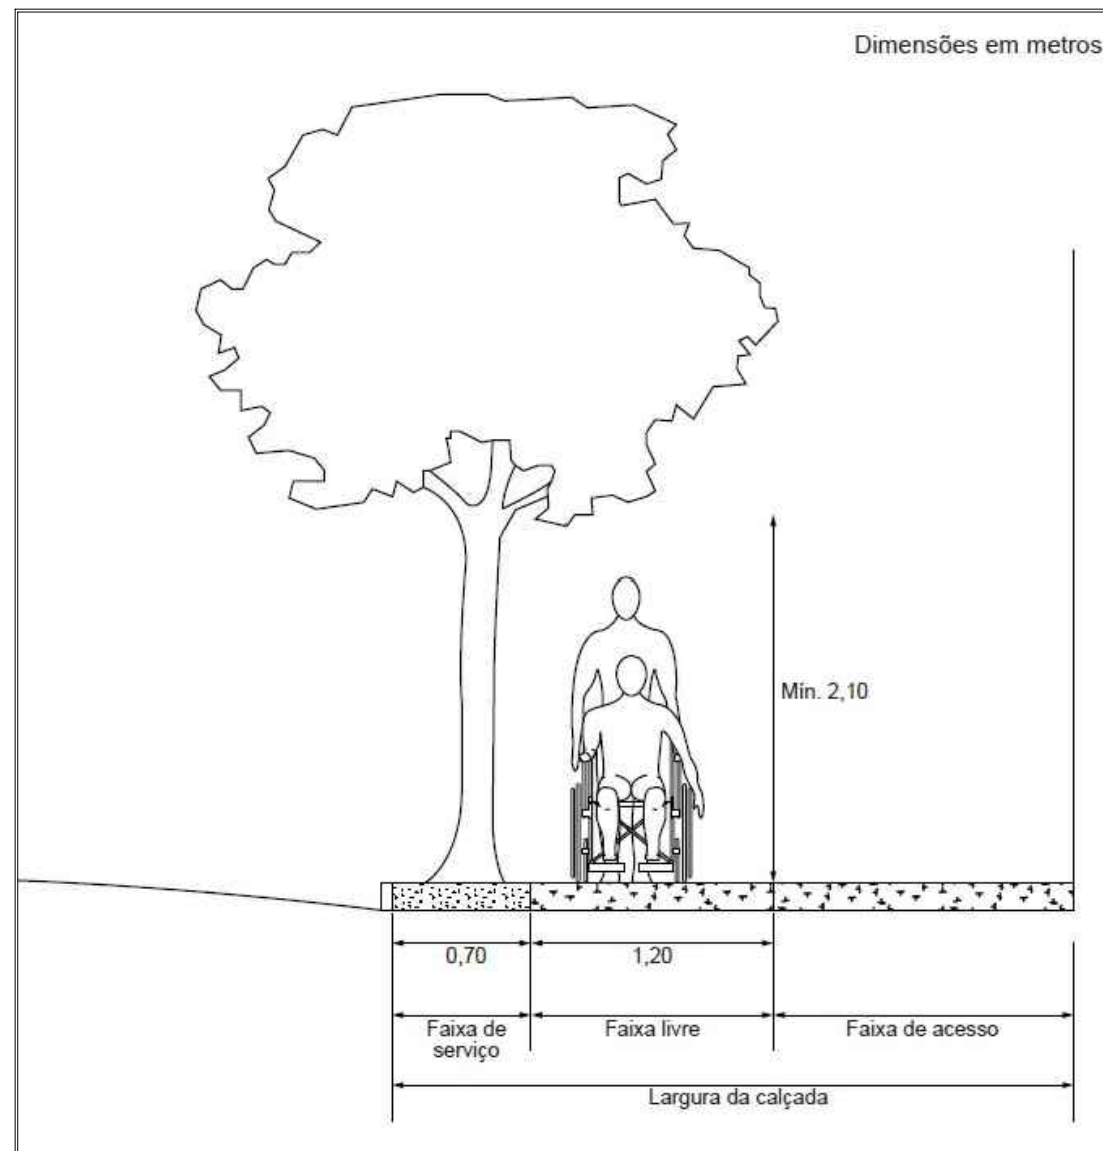 Dimensões em metros
Mín. 2,10
0,70
1,20
Faixa de
serviço
Faixa livre
Faixa de acesso
Largura da calçada